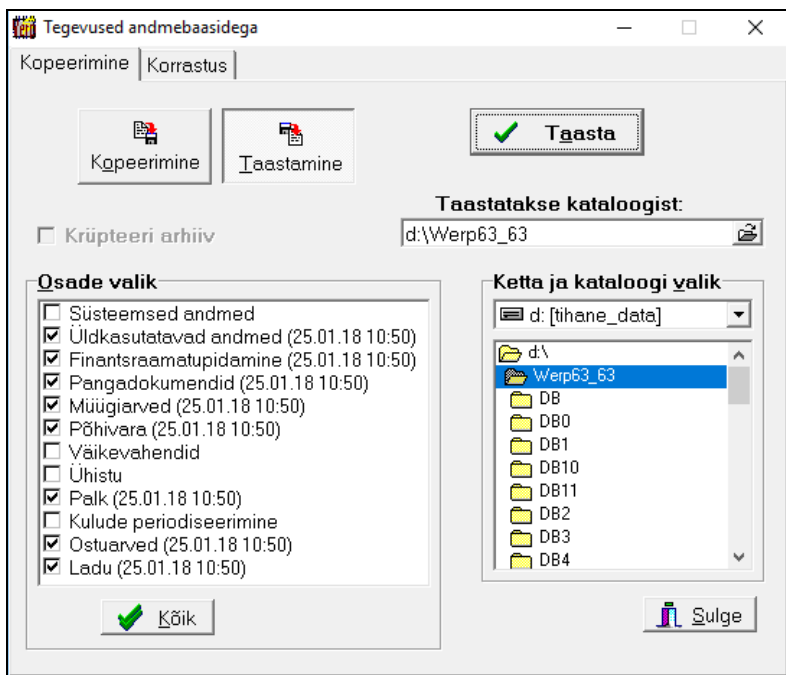 Tegevused andmebaasidega
Kopeerimine Korrastus
Kopeerimine
Taastamine
Taasta
Taastatakse kataloogist:
Krüpteeri arhiiv
d:\Werp63_63
Osade valik
Süsteemsed andmed
Üldkasutatavad andmed (25.01.18 10:50)
Finantsraamatupidamine (25.01.18 10:50)
Pangadokumendid (25.01.18 10:50)
Müügiarved (25.01.18 10:50)
Põhivara (25.01.18 10:50)
Väikevahendid
Ühistu
Palk (25.01.18 10:50)
Kulude periodiseerimine
Ostuarved (25.01.18 10:50)
Ladu (25.01.18 10:50)
Kõik
Ketta ja kataloogi valik
d: [tihane_data]
d:\
Werp63_63
DB
DB0
DB1
DB10
DB11
DB2
DB3
DB4
Sulge